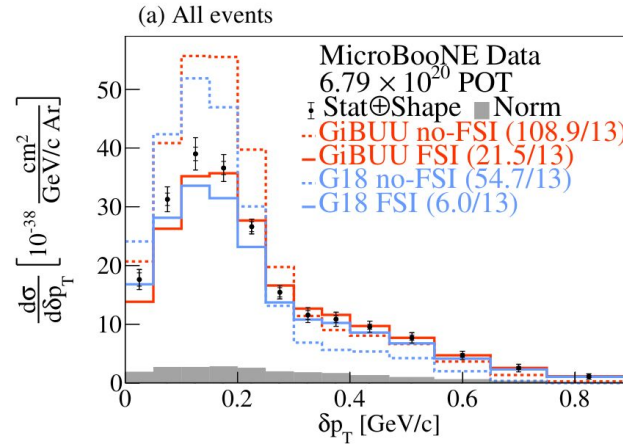 (a) All events
MicroBooNE Data
6.79 × 10²⁰ POT
Stat⊕Shape Norm
GiBUU no-FSI (108.9/13)
GiBUU FSI (21.5/13)
G18 no-FSI (54.7/13)
G18 FSI (6.0/13)
50
40
30
20
10
0
dσ/dδp_T [10⁻³⁸ cm²/(GeV/c Ar)]
0 0.2 0.4 0.6 0.8
δp_T [GeV/c]